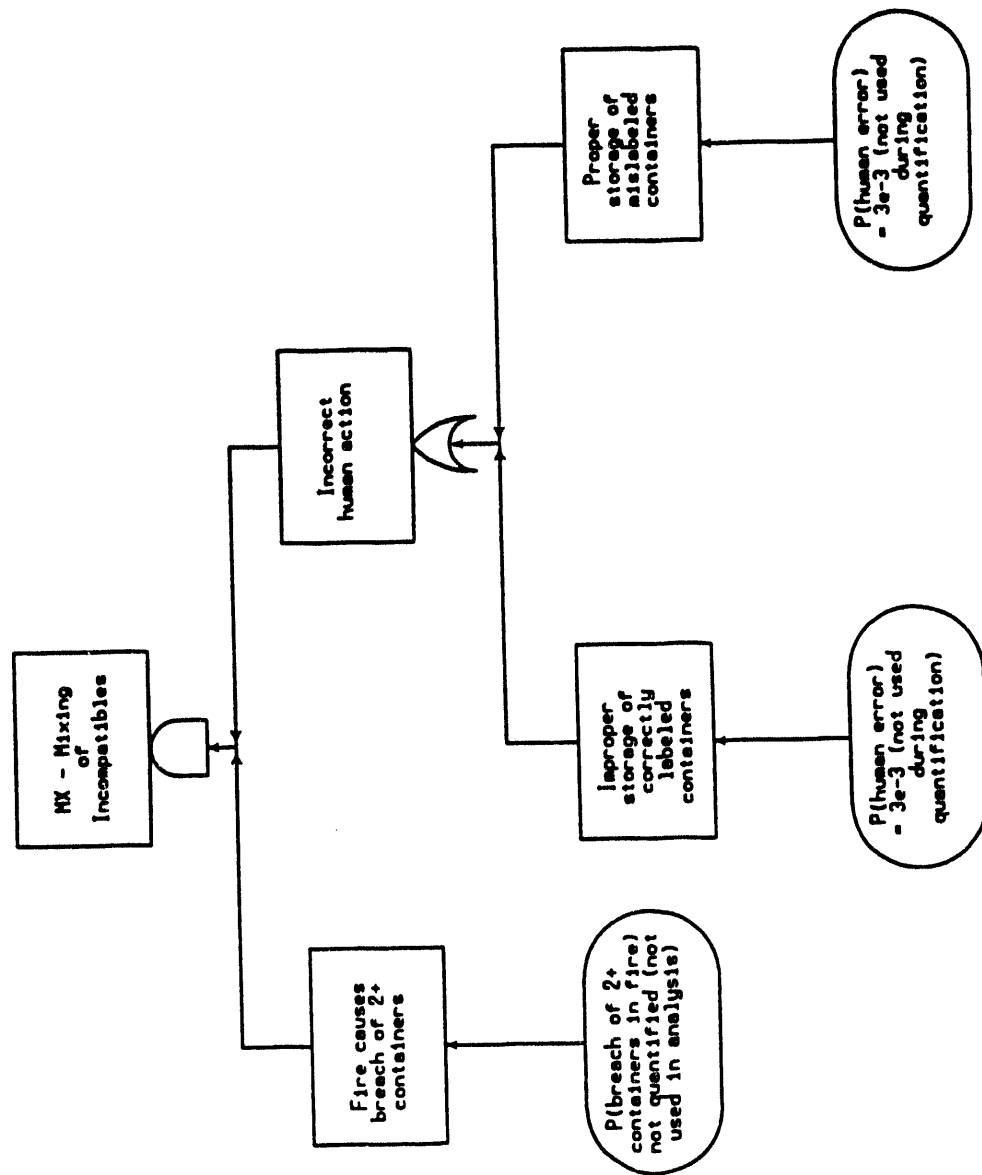 MX - Mixing
of
Incompatibles
Fire causes
breach of 2+
containers
Incorrect
human action
P(breach of 2+
containers in fire)
not quantified (not
used in analysis)
Improper
storage of
correctly
labeled
containers
Proper
storage of
mislabeled
containers
P(human error)
= 3e-3 (not used
during
quantification)
P(human error)
= 3e-3 (not used
during
quantification)